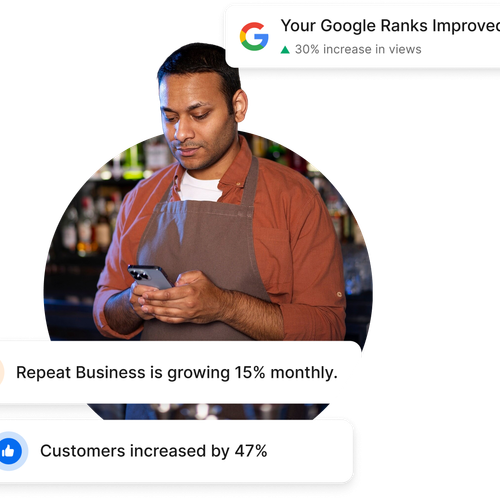 Your Google Ranks Improved
30% increase in views
Repeat Business is growing 15% monthly.
Customers increased by 47%